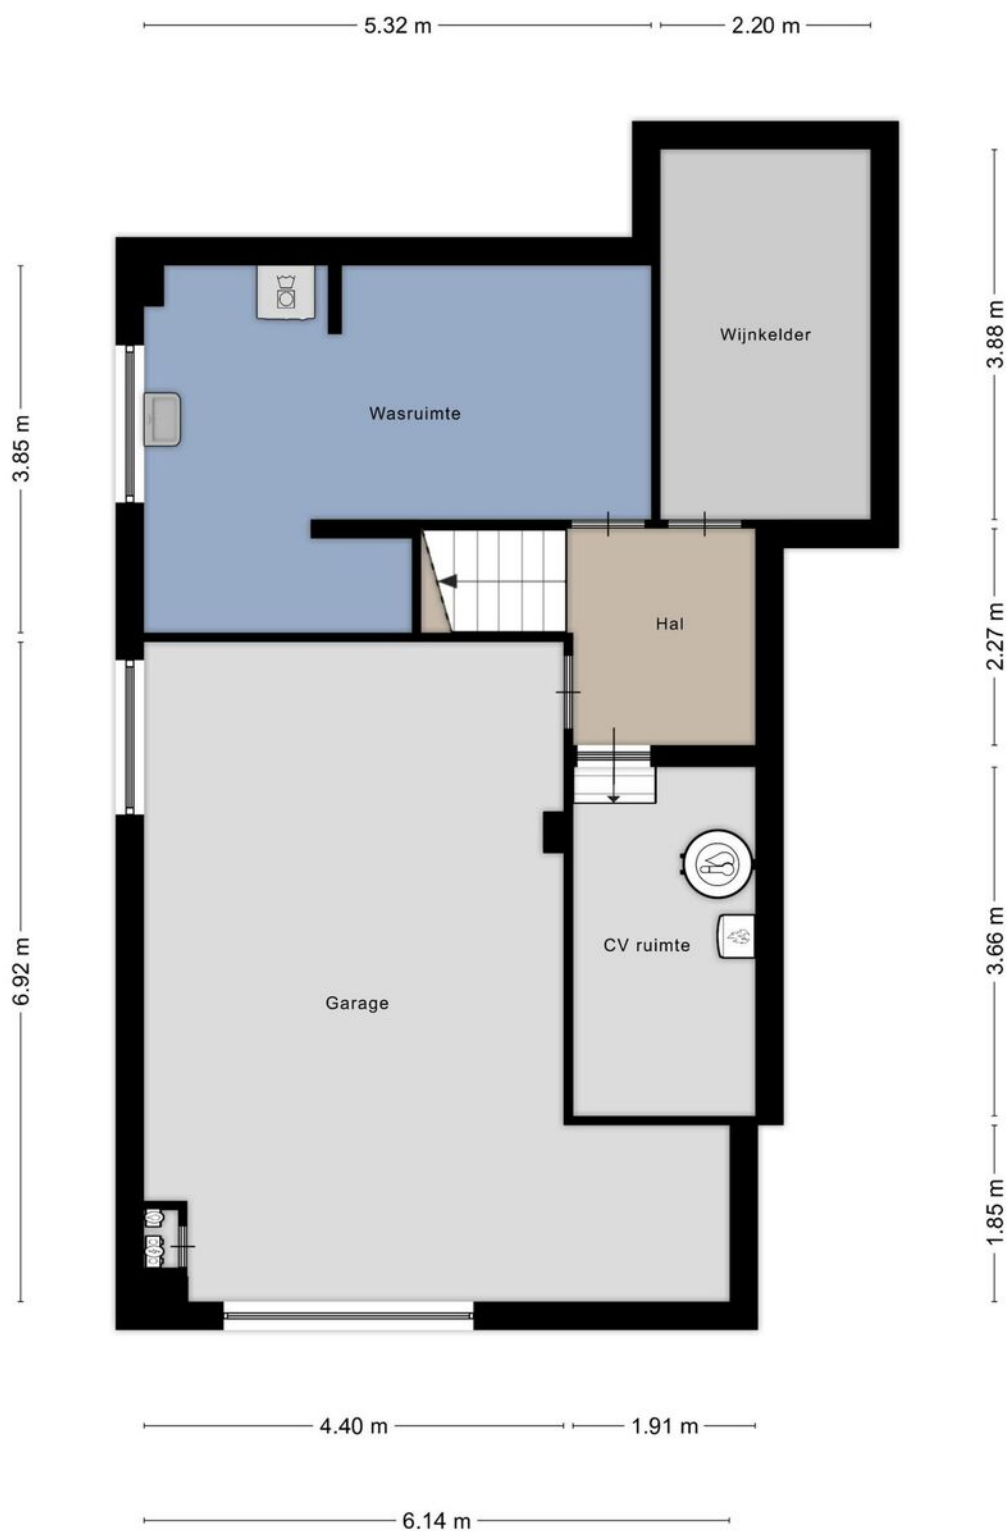 5.32 m
2.20 m
Wijnkelder
3.88 m
Wasruimte
3.85 m
Hal
2.27 m
CV ruimte
3.66 m
6.92 m
Garage
1.85 m
4.40 m
1.91 m
6.14 m